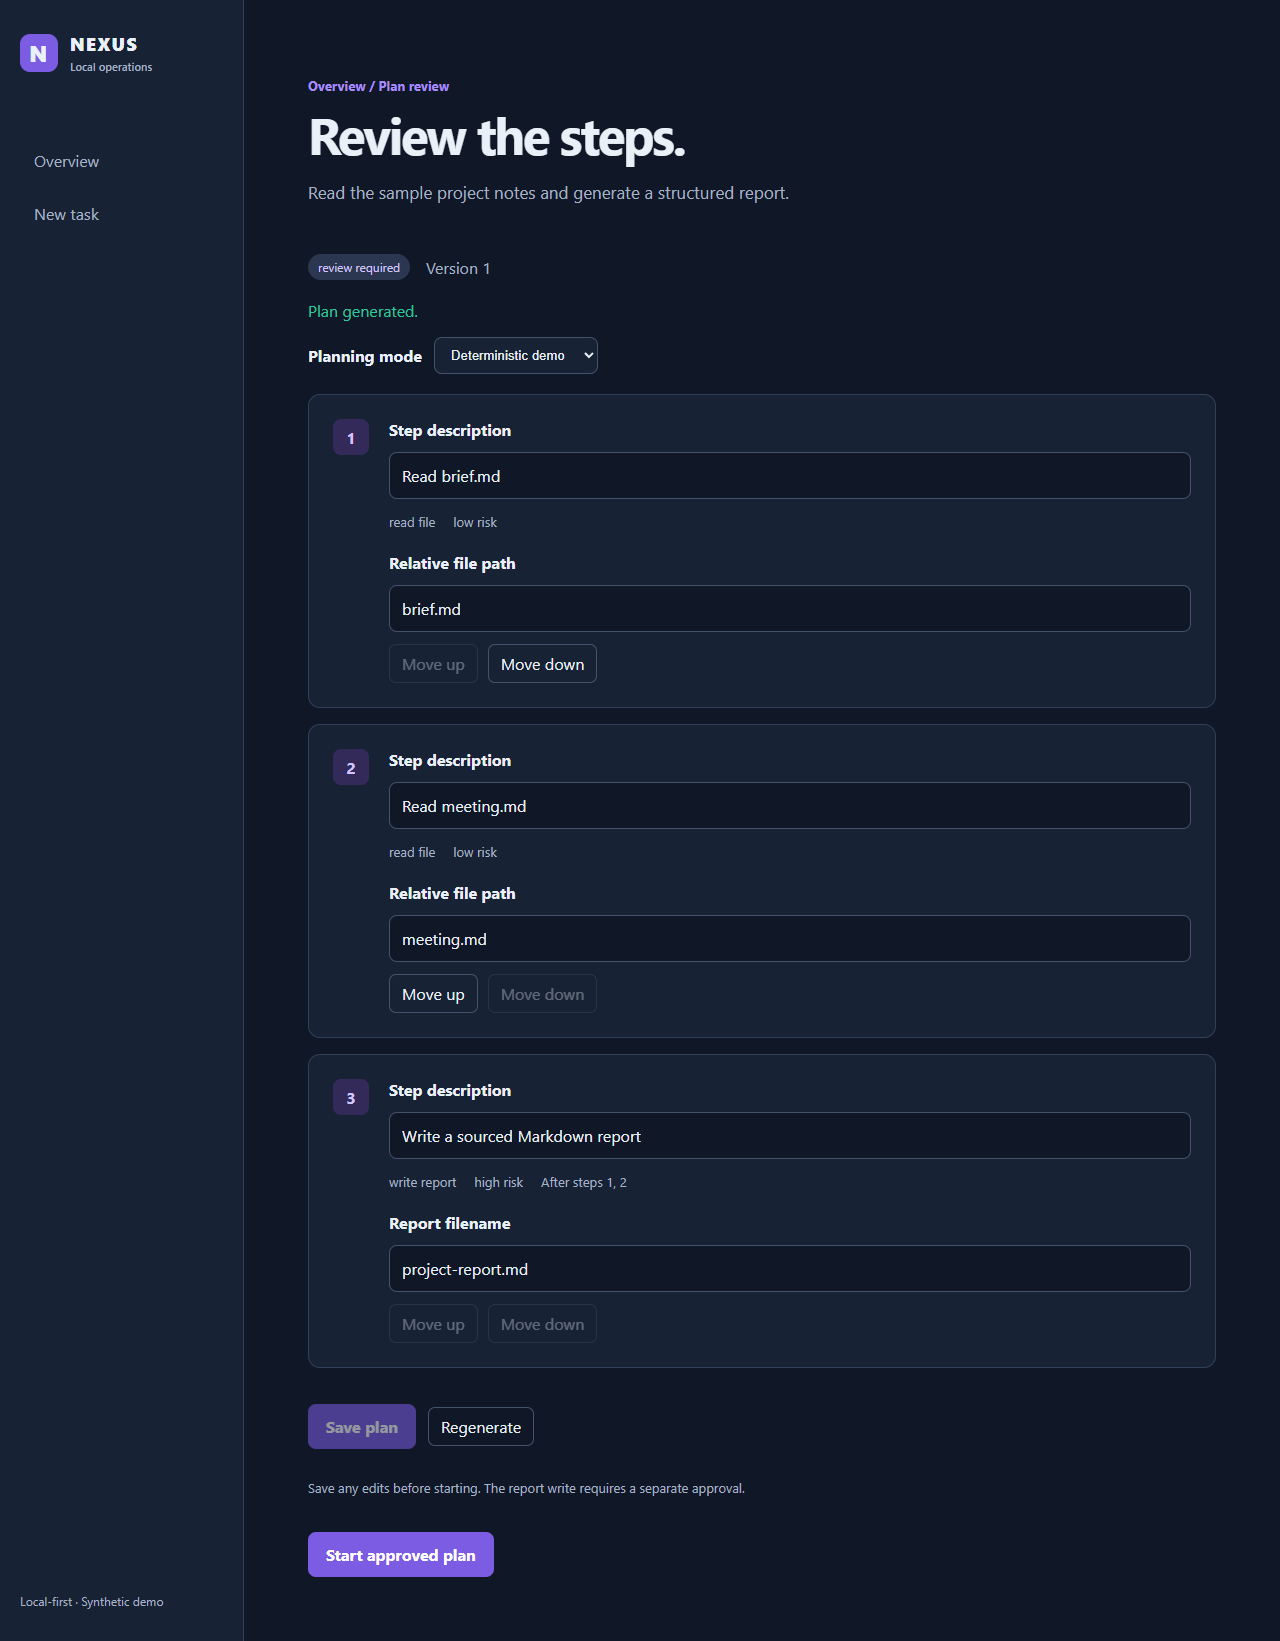 N
NEXUS
Local operations
Overview
New task
Local-first · Synthetic demo
Overview / Plan review
Review the steps.
Read the sample project notes and generate a structured report.
review required Version 1
Plan generated.
Planning mode Deterministic demo
1
Step description
Read brief.md
read file low risk
Relative file path
brief.md
Move up Move down
2
Step description
Read meeting.md
read file low risk
Relative file path
meeting.md
Move up Move down
3
Step description
Write a sourced Markdown report
write report high risk After steps 1, 2
Report filename
project-report.md
Move up Move down
Save plan Regenerate
Save any edits before starting. The report write requires a separate approval.
Start approved plan